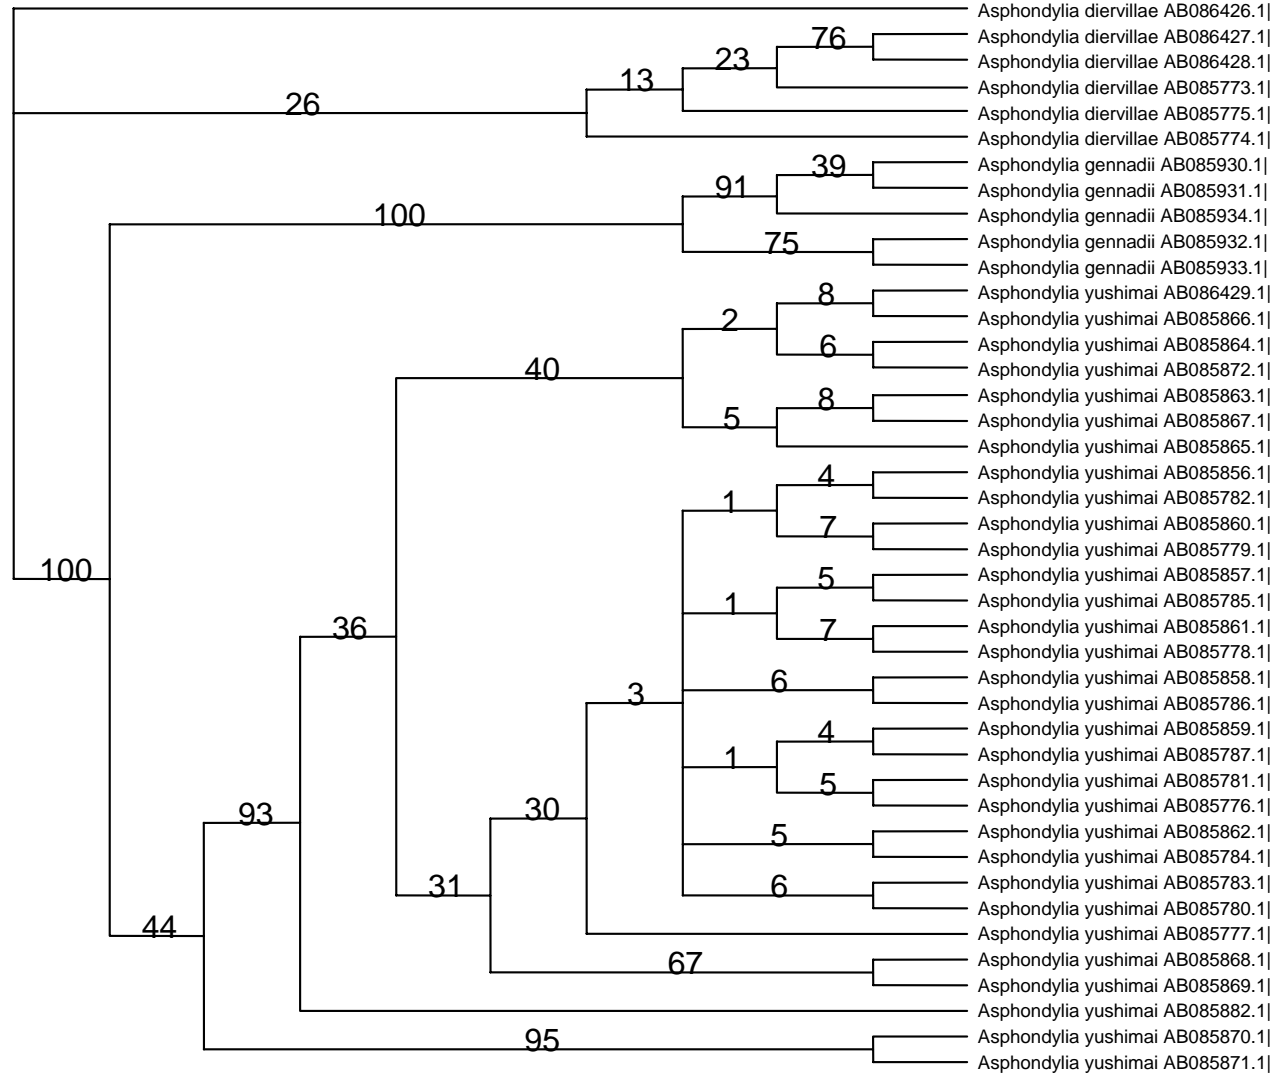 Asphondylia diervillae AB086426.1|
76
Asphondylia diervillae AB086427.1|
23
Asphondylia diervillae AB086428.1|
13
Asphondylia diervillae AB085773.1|
26
Asphondylia diervillae AB085775.1|
Asphondylia diervillae AB085774.1|
39
Asphondylia gennadii AB085930.1|
91
Asphondylia gennadii AB085931.1|
100
Asphondylia gennadii AB085934.1|
75
Asphondylia gennadii AB085932.1|
Asphondylia gennadii AB085933.1|
8
Asphondylia yushimai AB086429.1|
2
Asphondylia yushimai AB085866.1|
6
Asphondylia yushimai AB085864.1|
40
Asphondylia yushimai AB085872.1|
8
Asphondylia yushimai AB085863.1|
5
Asphondylia yushimai AB085867.1|
Asphondylia yushimai AB085865.1|
4
Asphondylia yushimai AB085856.1|
1
Asphondylia yushimai AB085782.1|
7
Asphondylia yushimai AB085860.1|
Asphondylia yushimai AB085779.1|
100
5
Asphondylia yushimai AB085857.1|
1
Asphondylia yushimai AB085785.1|
36
7
Asphondylia yushimai AB085861.1|
Asphondylia yushimai AB085778.1|
6
Asphondylia yushimai AB085858.1|
3
Asphondylia yushimai AB085786.1|
4
Asphondylia yushimai AB085859.1|
1
Asphondylia yushimai AB085787.1|
5
Asphondylia yushimai AB085781.1|
93
30
Asphondylia yushimai AB085776.1|
5
Asphondylia yushimai AB085862.1|
Asphondylia yushimai AB085784.1|
31
6
Asphondylia yushimai AB085783.1|
Asphondylia yushimai AB085780.1|
44
Asphondylia yushimai AB085777.1|
67
Asphondylia yushimai AB085868.1|
Asphondylia yushimai AB085869.1|
Asphondylia yushimai AB085882.1|
95
Asphondylia yushimai AB085870.1|
Asphondylia yushimai AB085871.1|